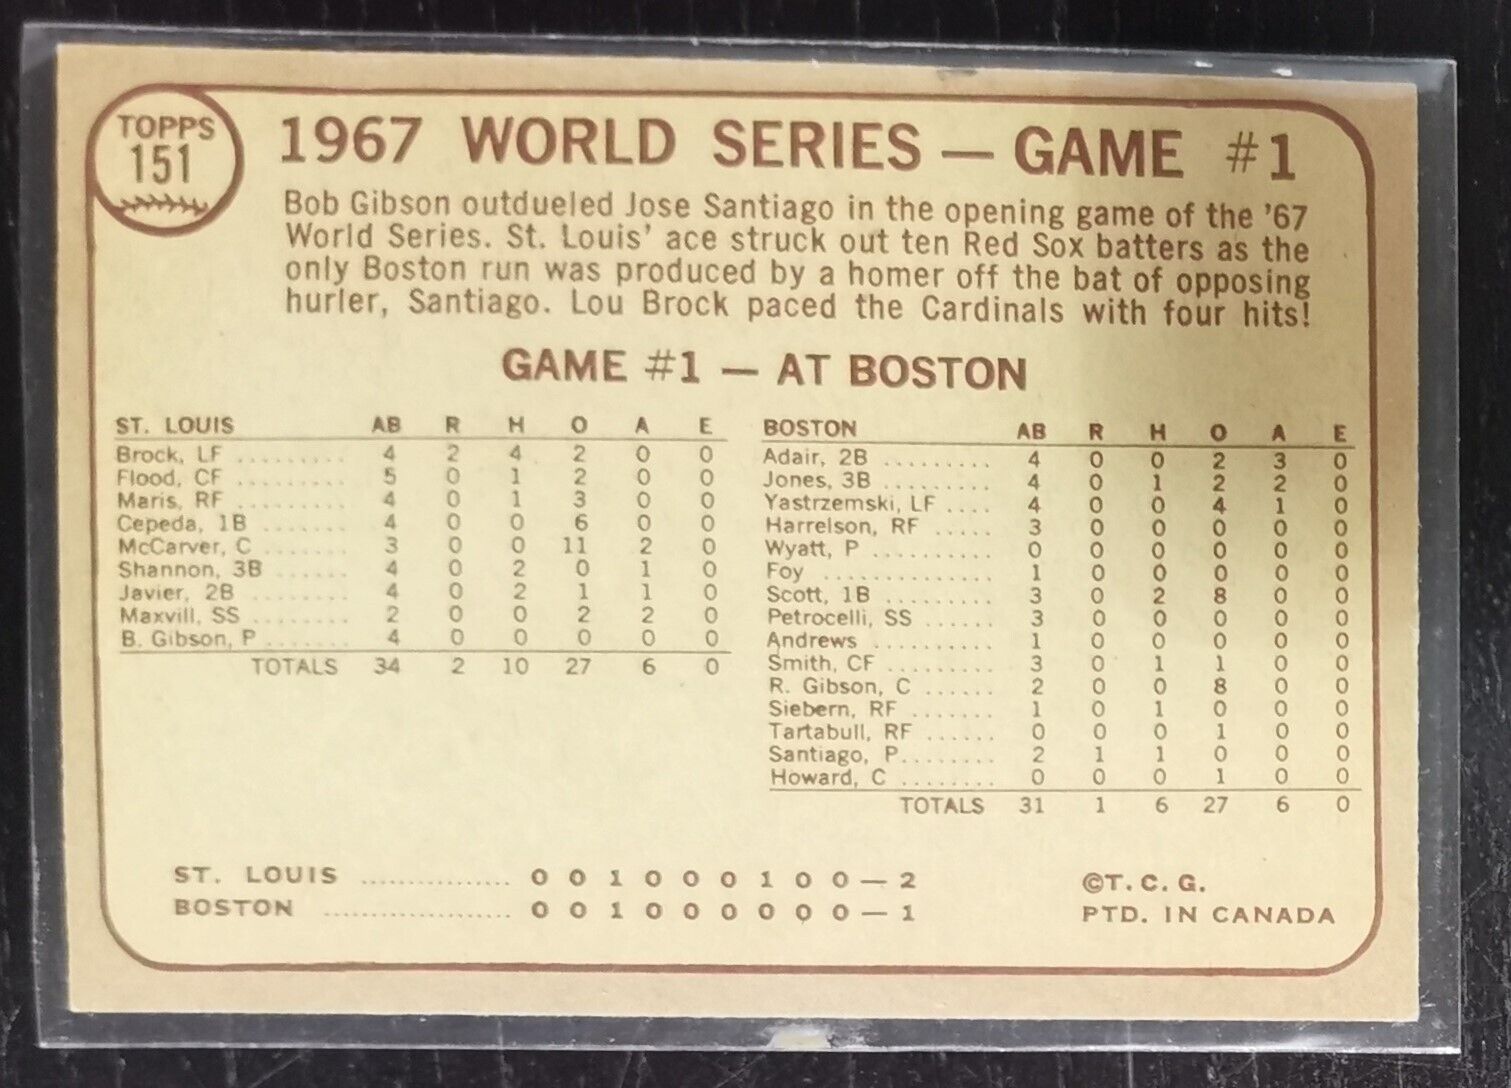 TOPPS
151
1967 WORLD SERIES — GAME #1
Bob Gibson outdueled Jose Santiago in the opening game of the '67
World Series. St. Louis' ace struck out ten Red Sox batters as the
only Boston run was produced by a homer off the bat of opposing
hurler, Santiago. Lou Brock paced the Cardinals with four hits!
GAME #1 — AT BOSTON
ST. LOUIS AB R H O A E
Brock, LF ......... 4 2 4 2 0 0
Flood, CF ......... 5 0 1 2 0 0
Maris, RF ......... 4 0 1 3 0 0
Cepeda, 1B ....... 4 0 0 6 0 0
McCarver, C ....... 3 0 0 11 2 0
Shannon, 3B ...... 4 0 2 0 1 0
Javier, 2B ........ 4 0 2 1 1 0
Maxvill, SS ........ 2 0 0 2 2 0
B. Gibson, P ....... 4 0 0 0 0 0
TOTALS 34 2 10 27 6 0
BOSTON AB R H O A E
Adair, 2B ......... 4 0 0 2 3 0
Jones, 3B ......... 4 0 1 2 2 0
Yastrzemski, LF .... 4 0 0 4 1 0
Harrelson, RF ..... 3 0 0 0 0 0
Wyatt, P .......... 0 0 0 0 0 0
Foy .............. 1 0 0 0 0 0
Scott, 1B ......... 3 0 2 8 0 0
Petrocelli, SS ...... 3 0 0 0 0 0
Andrews .......... 1 0 0 0 0 0
Smith, CF ......... 3 0 1 1 0 0
R. Gibson, C ...... 2 0 0 8 0 0
Siebern, RF ....... 1 0 1 0 0 0
Tartabull, RF ...... 0 0 0 1 0 0
Santiago, P........ 2 1 1 0 0 0
Howard, C ........ 0 0 0 1 0 0
TOTALS 31 1 6 27 6 0
ST. LOUIS ................ 0 0 1 0 0 0 1 0 0 — 2
BOSTON .................... 0 0 1 0 0 0 0 0 0 — 1
©T. C. G.
PTD. IN CANADA